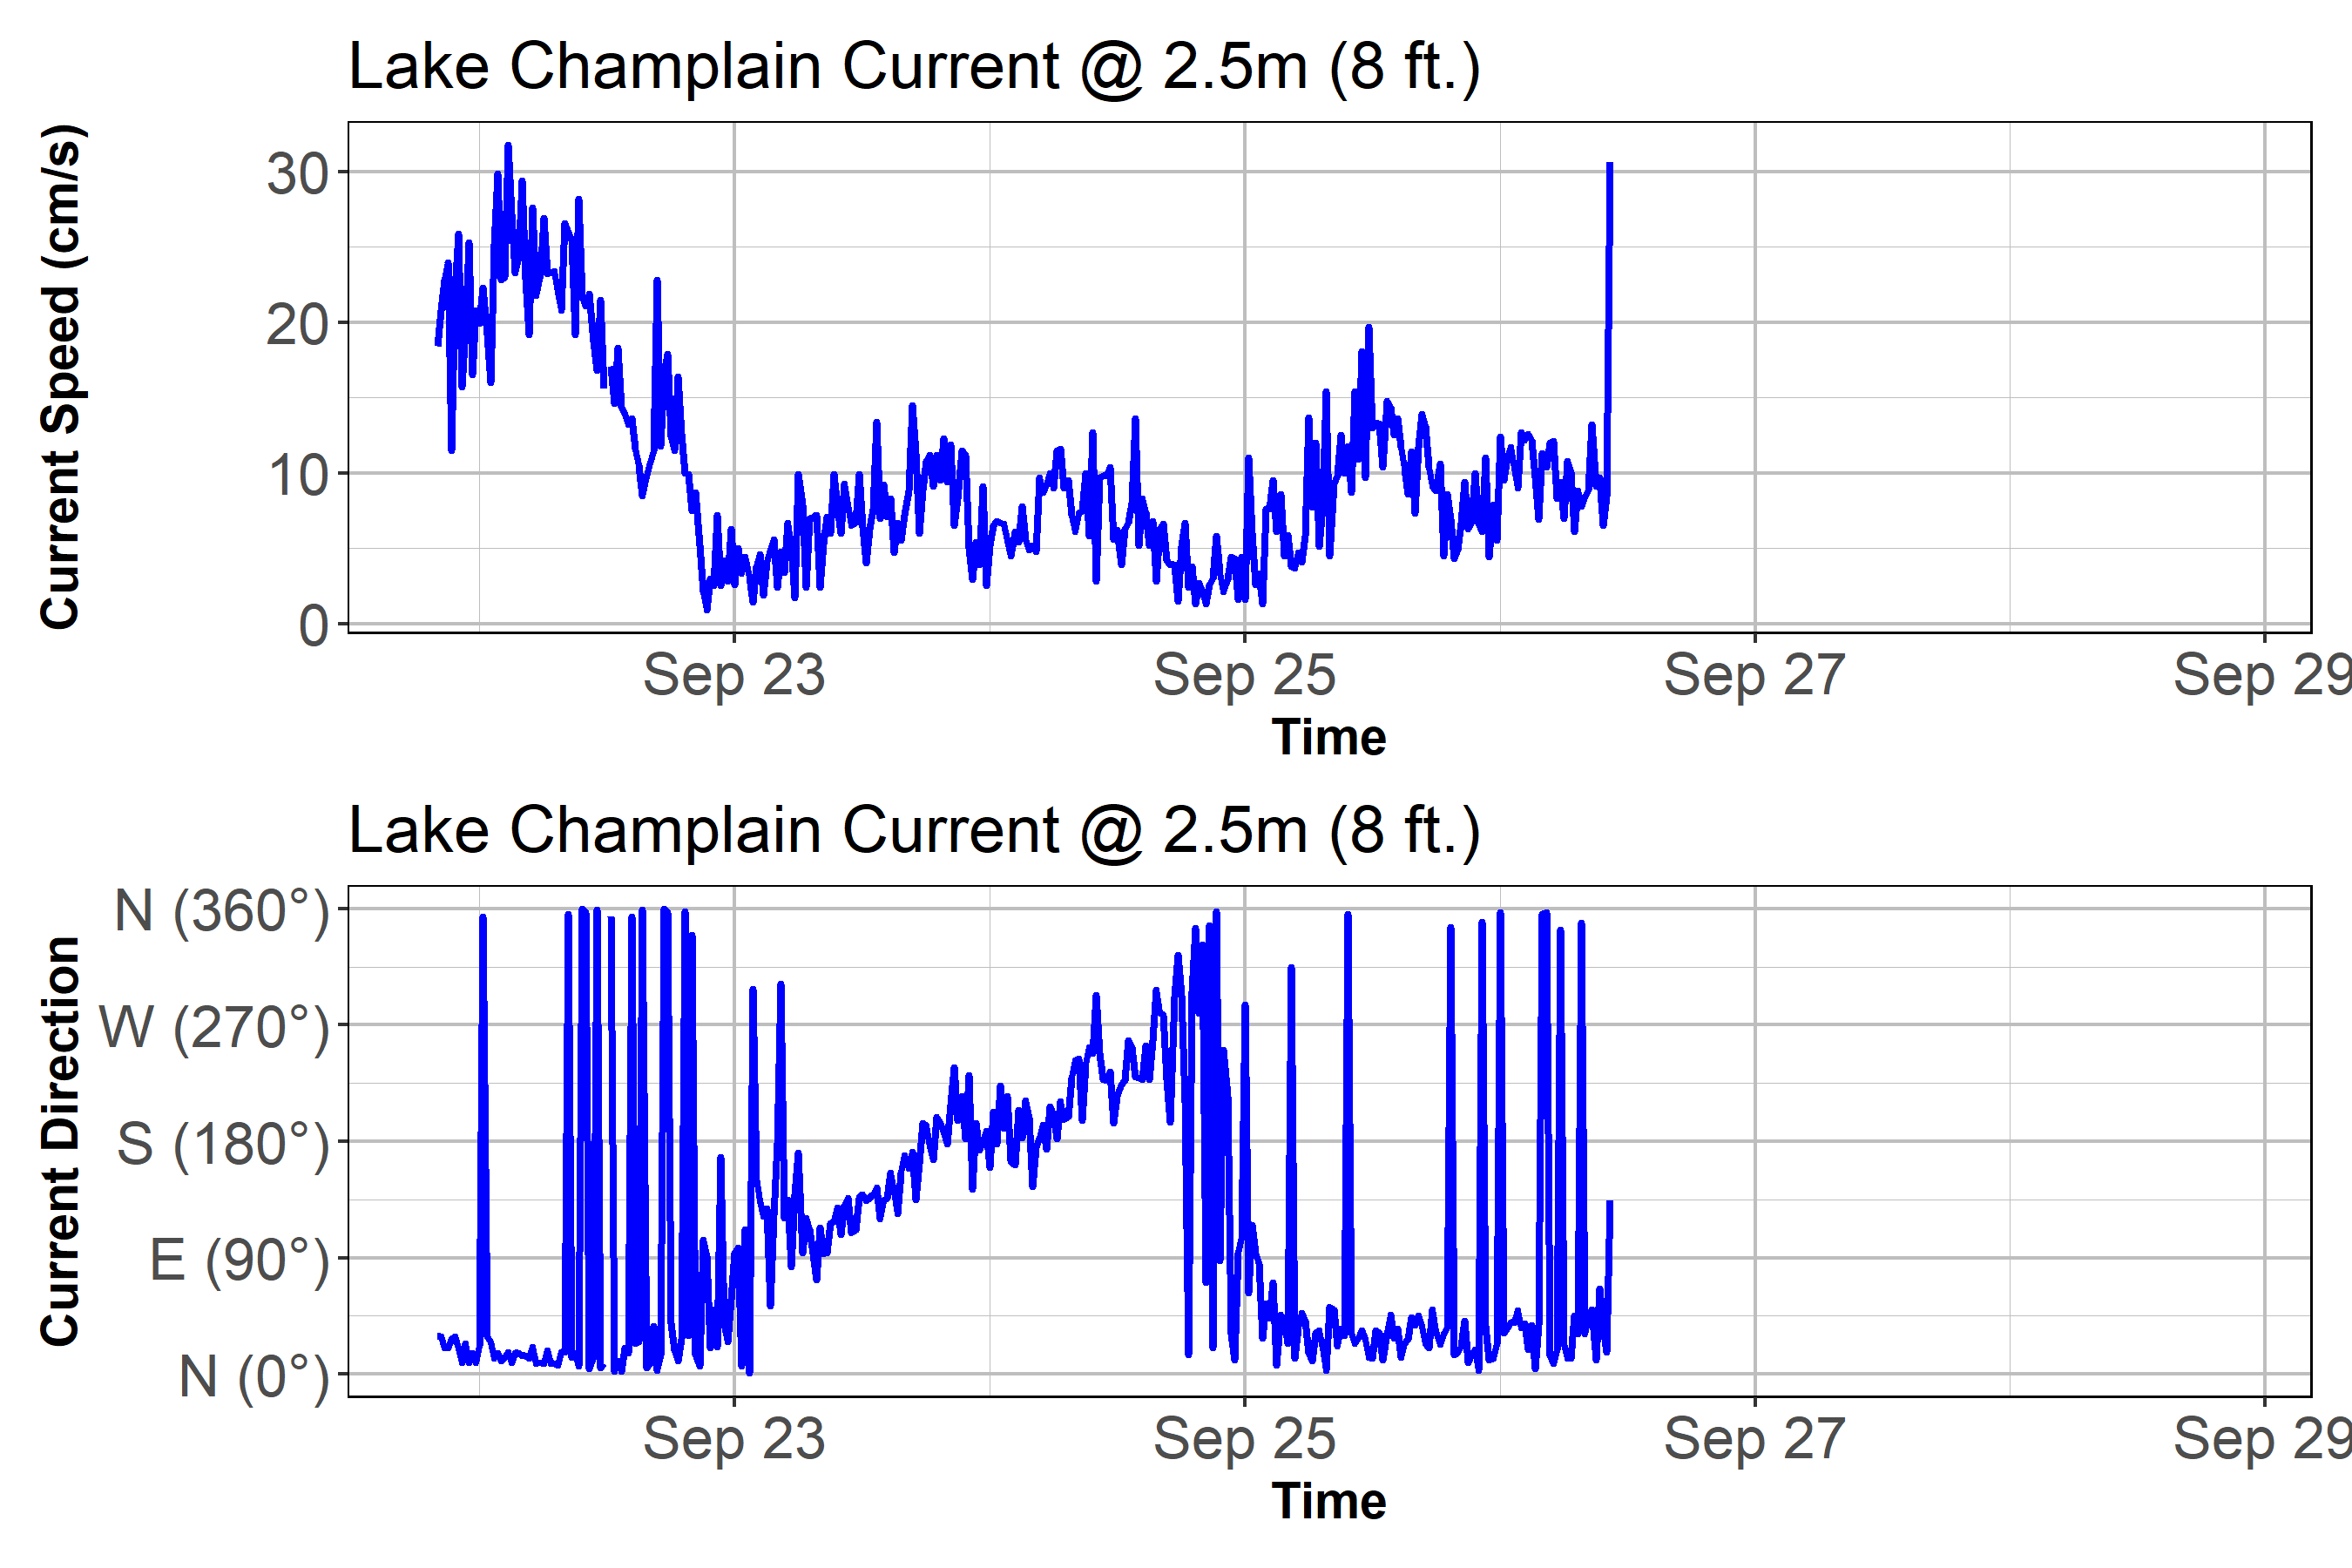 Lake Champlain Current @ 2.5m (8 ft.)
Current Speed (cm/s)
30
20
10
0
Sep 23 Sep 25 Sep 27 Sep 29
Time
Lake Champlain Current @ 2.5m (8 ft.)
Current Direction
N (360°)
W (270°)
S (180°)
E (90°)
N (0°)
Sep 23 Sep 25 Sep 27 Sep 29
Time